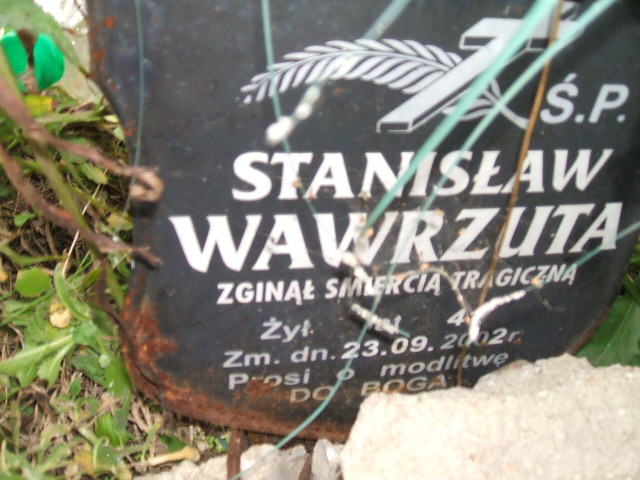 Ś.P.
STANISŁAW
WAWRZUTA
ZGINĄŁ ŚMIERCIĄ TRAGICZNĄ
Żył
Zm. dn. 23.09.2002r.
Prosi o modlitwę
DO BOGA